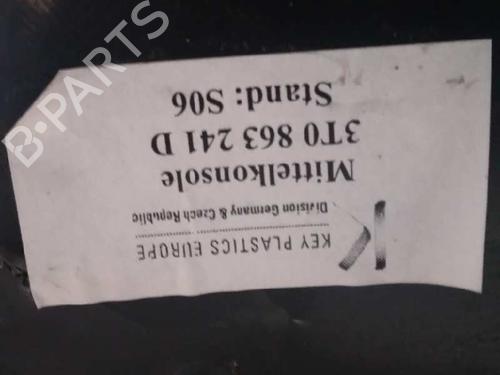 KEY PLASTICS EUROPE
Division Germany & Czech Republic
Mittelkonsole
3T0 863 241 D
Stand: S06
B-PARTS